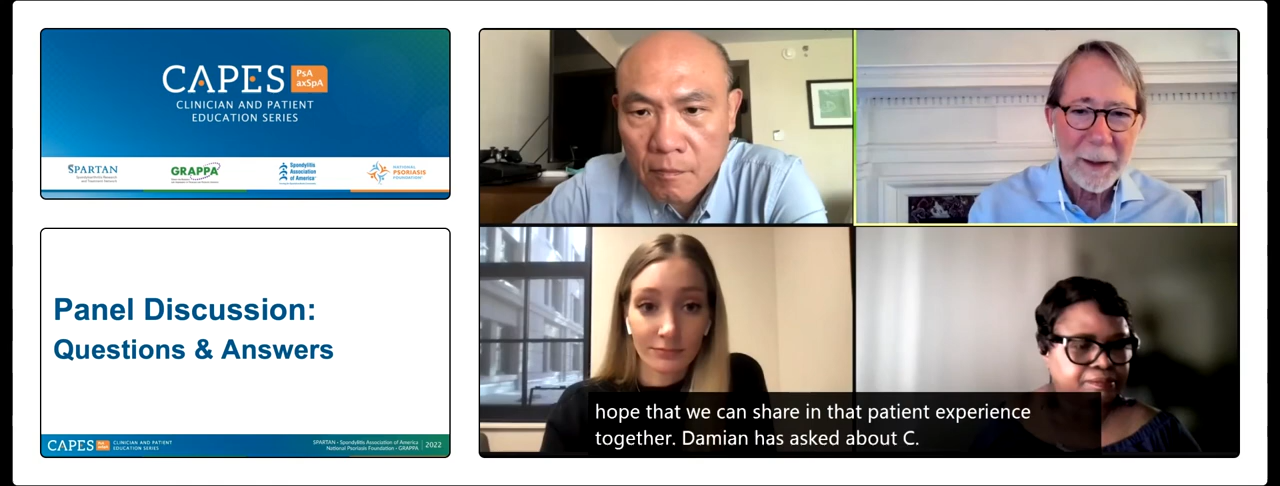 CAPES PsA axSpA
CLINICIAN AND PATIENT
EDUCATION SERIES
SPARTAN
GRAPPA
Spondylitis
Association
of America
NATIONAL
PSORIASIS
FOUNDATION
Panel Discussion:
Questions & Answers
CAPES
CLINICIAN AND PATIENT
EDUCATION SERIES
SPARTAN - Spondylitis Association of America
National Psoriasis Foundation - GRAPPA
2022
hope that we can share in that patient experience
together. Damian has asked about C.